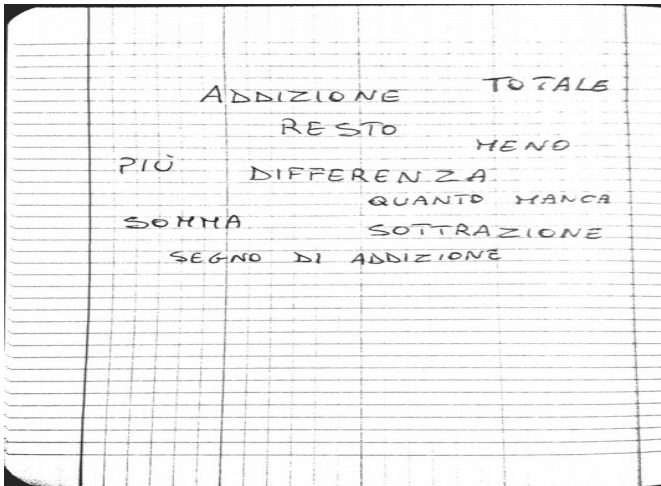 TOTALE
ADDIZIONE
RESTO
MENO
PIÙ
DIFFERENZA
QUANTO MANCA
SOMMA
SOTTRAZIONE
SEGNO DI ADDIZIONE